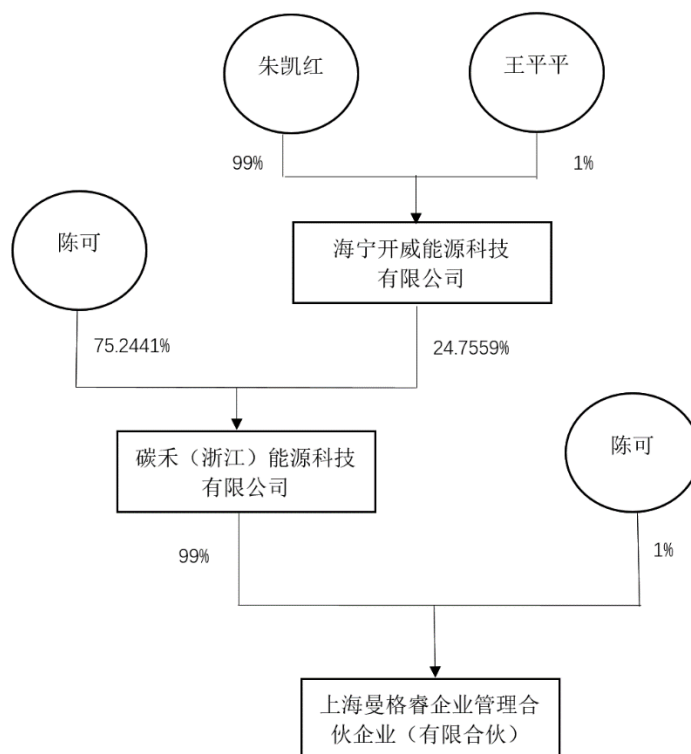 朱凯红
王平平
99%
1%
陈可
海宁开威能源科技
有限公司
75.2441%
24.7559%
碳禾（浙江）能源科技
有限公司
陈可
99%
1%
上海曼格睿企业管理合
伙企业（有限合伙）